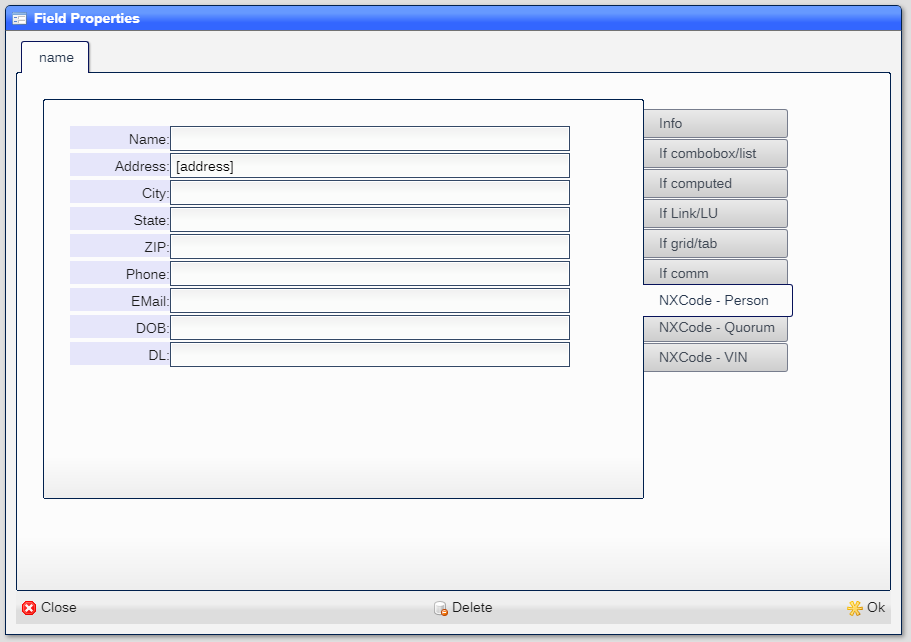 Field Properties
name
Name:
Address: [address]
City:
State:
ZIP:
Phone:
EMail:
DOB:
DL:
Info
If combobox/list
If computed
If Link/LU
If grid/tab
If comm
NXCode - Person
NXCode - Quorum
NXCode - VIN
Close Delete Ok